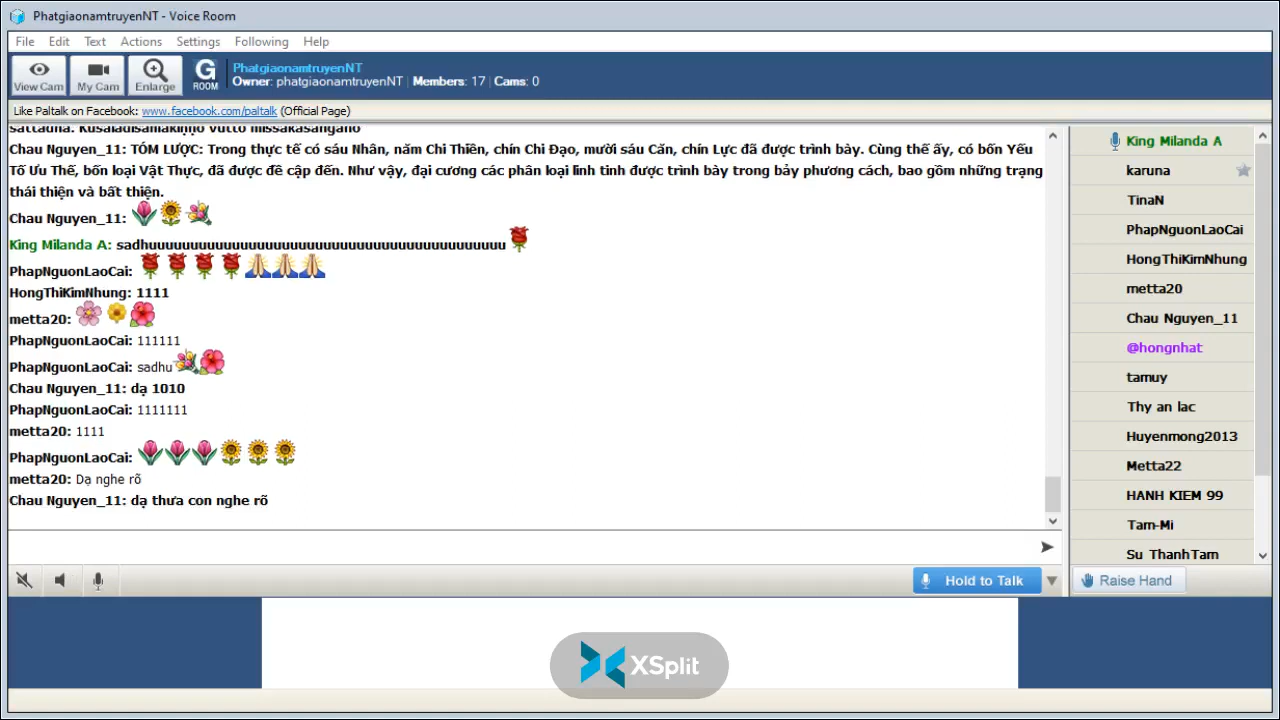 PhatgiaonamtruyenNT - Voice Room
File Edit Text Actions Settings Following Help
View Cam My Cam Enlarge G ROOM
PhatgiaonamtruyenNT
Owner: phatgiaonamtruyenNT | Members: 17 | Cams: 0
Like Paltalk on Facebook: www.facebook.com/paltalk (Official Page)
Chau Nguyen_11: TÓM LƯỢC: Trong thực tế có sáu Nhân, năm Chi Thiền, chín Chi Đạo, mười sáu Căn, chín Lực đã được trình bày. Cùng thế ấy, có bốn Yếu
Tố Ưu Thế, bốn loại Vật Thực, đã được đề cập đến. Như vậy, đại cương các phân loại linh tinh được trình bày trong bảy phương cách, bao gồm những trạng
thái thiện và bất thiện.
Chau Nguyen_11:
King Milanda A: sadhuuuuuuuuuuuuuuuuuuuuuuuuuuuuuuuuuuuuuuuuuu
PhapNguonLaoCai:
HongThiKimNhung: 1111
metta20:
PhapNguonLaoCai: 111111
PhapNguonLaoCai: sadhu
Chau Nguyen_11: dạ 1010
PhapNguonLaoCai: 1111111
metta20: 1111
PhapNguonLaoCai:
metta20: Dạ nghe rõ
Chau Nguyen_11: dạ thưa con nghe rõ
King Milanda A
karuna
TinaN
PhapNguonLaoCai
HongThiKimNhung
metta20
Chau Nguyen_11
@hongnhat
tamuy
Thy an lac
Huyenmong2013
Metta22
HANH KIEM 99
Tam-Mi
Su ThanhTam
Hold to Talk
Raise Hand
XSplit